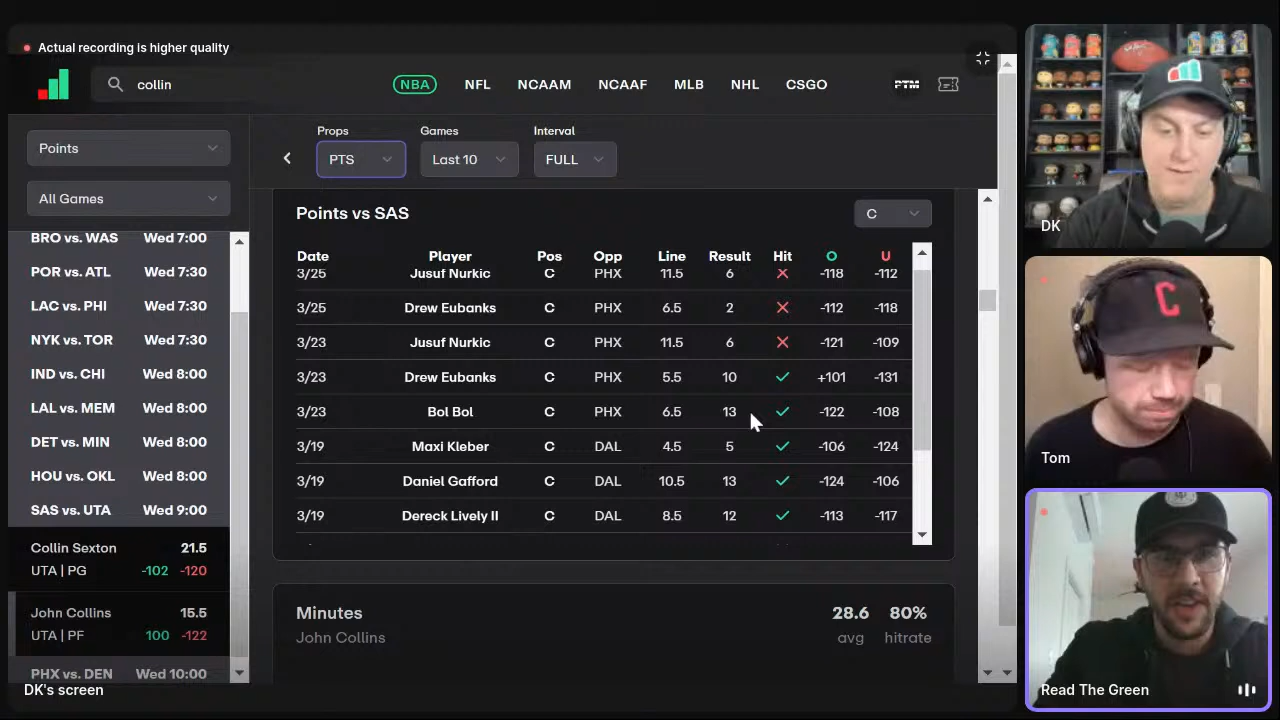 Actual recording is higher quality
collin
NBA NFL NCAAM NCAAF MLB NHL CSGO PTM
Props Games Interval
Points
PTS Last 10 FULL
All Games
Points vs SAS C
BRO vs. WAS Wed 7:00
POR vs. ATL Wed 7:30
LAC vs. PHI Wed 7:30
NYK vs. TOR Wed 7:30
IND vs. CHI Wed 8:00
LAL vs. MEM Wed 8:00
DET vs. MIN Wed 8:00
HOU vs. OKL Wed 8:00
SAS vs. UTA Wed 9:00
Collin Sexton 21.5
UTA | PG -102 -120
John Collins 15.5
UTA | PF 100 -122
PHX vs. DEN Wed 10:00
Date Player Pos Opp Line Result Hit O U
3/25 Jusuf Nurkic C PHX 11.5 6 -118 -112
3/25 Drew Eubanks C PHX 6.5 2 -112 -118
3/23 Jusuf Nurkic C PHX 11.5 6 -121 -109
3/23 Drew Eubanks C PHX 5.5 10 +101 -131
3/23 Bol Bol C PHX 6.5 13 -122 -108
3/19 Maxi Kleber C DAL 4.5 5 -106 -124
3/19 Daniel Gafford C DAL 10.5 13 -124 -106
3/19 Dereck Lively II C DAL 8.5 12 -113 -117
Minutes 28.6 80%
John Collins avg hitrate
DK's screen
DK
C
Tom
Read The Green